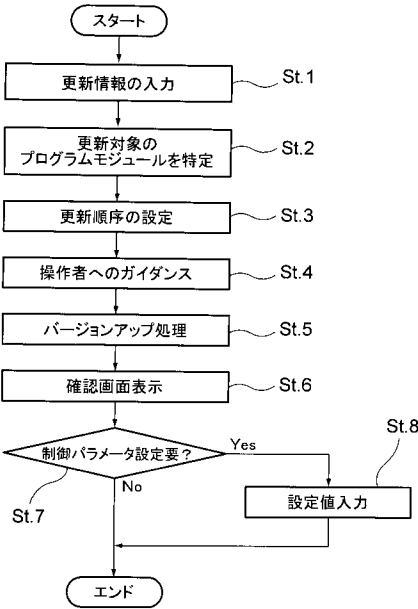 スタート
更新情報の入力
St.1
更新対象の
プログラムモジュールを特定
St.2
更新順序の設定
St.3
操作者へのガイダンス
St.4
バージョンアップ処理
St.5
確認画面表示
St.6
制御パラメータ設定要?
Yes
St.8
No
St.7
設定値入力
エンド